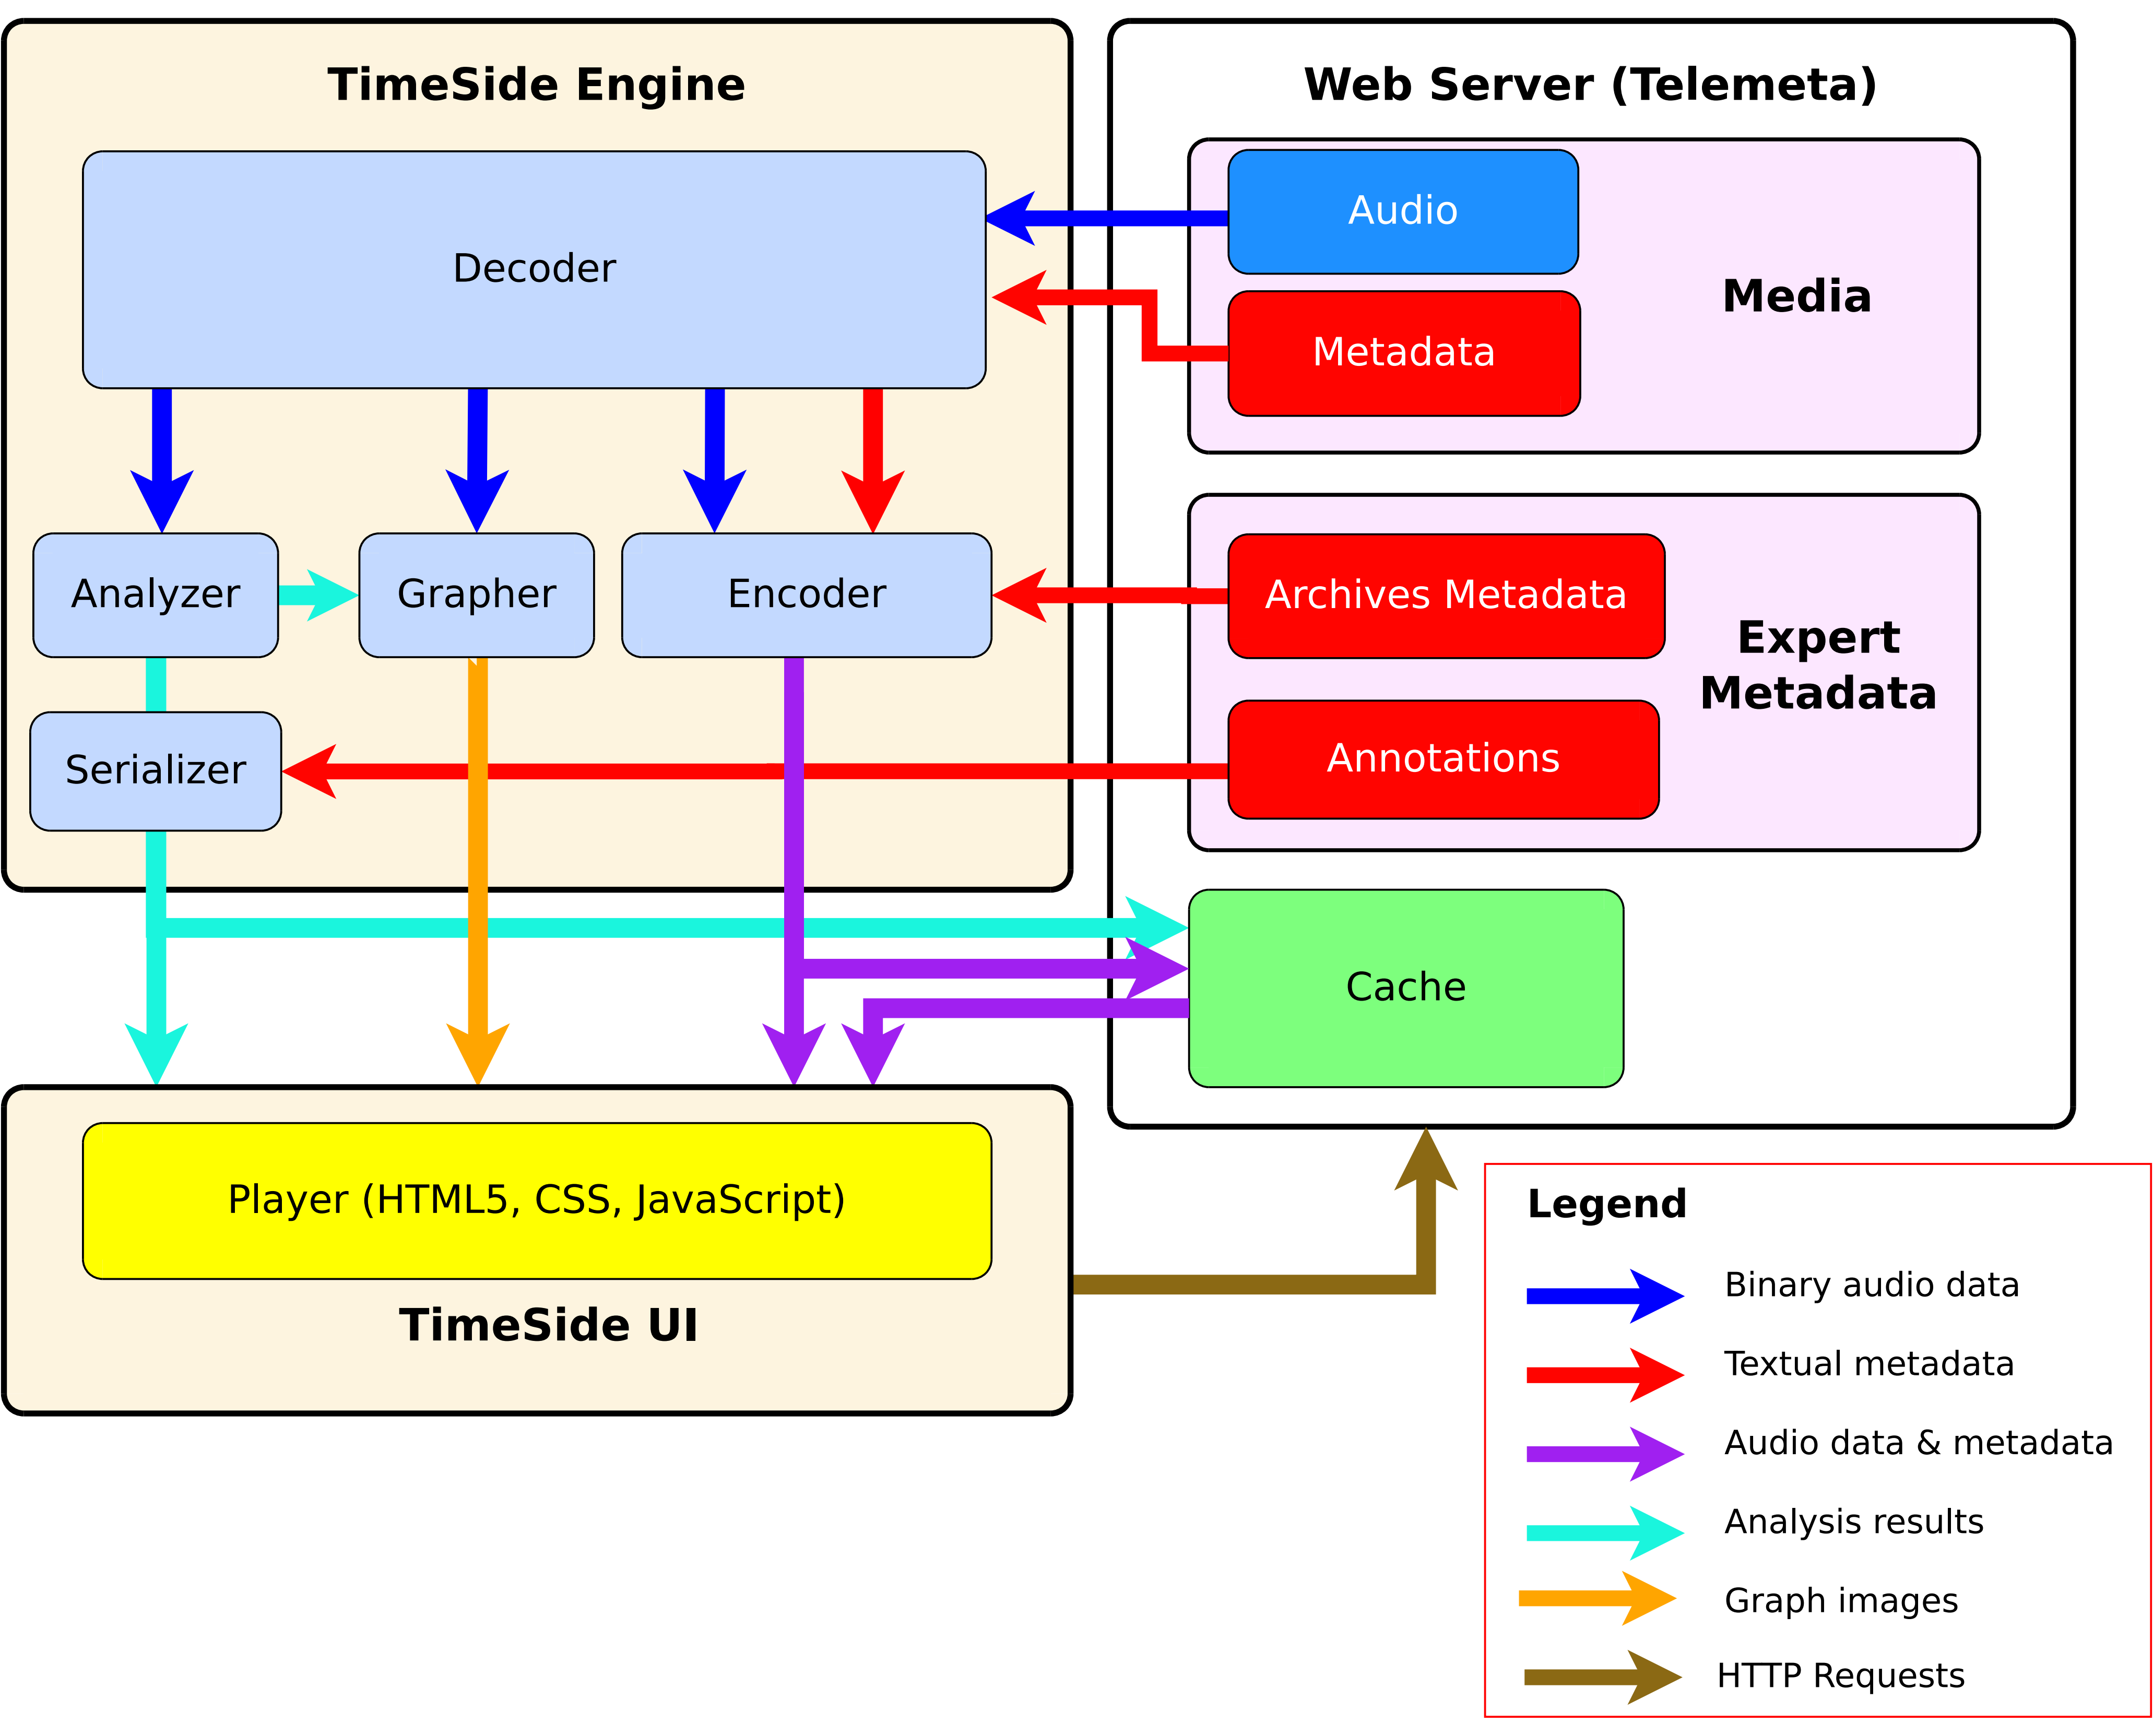 TimeSide Engine
Decoder
Analyzer
Grapher
Encoder
Serializer
Web Server (Telemeta)
Audio
Metadata
Media
Archives Metadata
Annotations
Expert
Metadata
Cache
Player (HTML5, CSS, JavaScript)
TimeSide UI
Legend
Binary audio data
Textual metadata
Audio data & metadata
Analysis results
Graph images
HTTP Requests